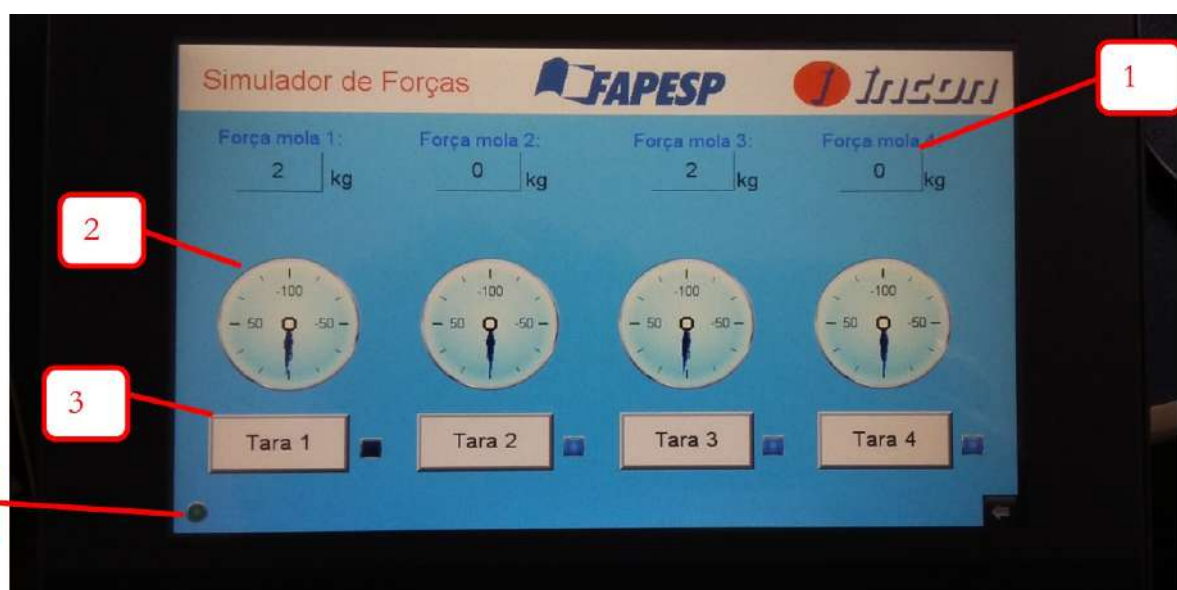 Simulador de Forças
FAPESP
Incon
1
Força mola 1:
Força mola 2:
Força mola 3:
Força mola 4:
2 kg
0 kg
2 kg
0 kg
2
-100
50 -50
-100
50 -50
-100
50 -50
-100
50 -50
3
Tara 1
Tara 2
Tara 3
Tara 4